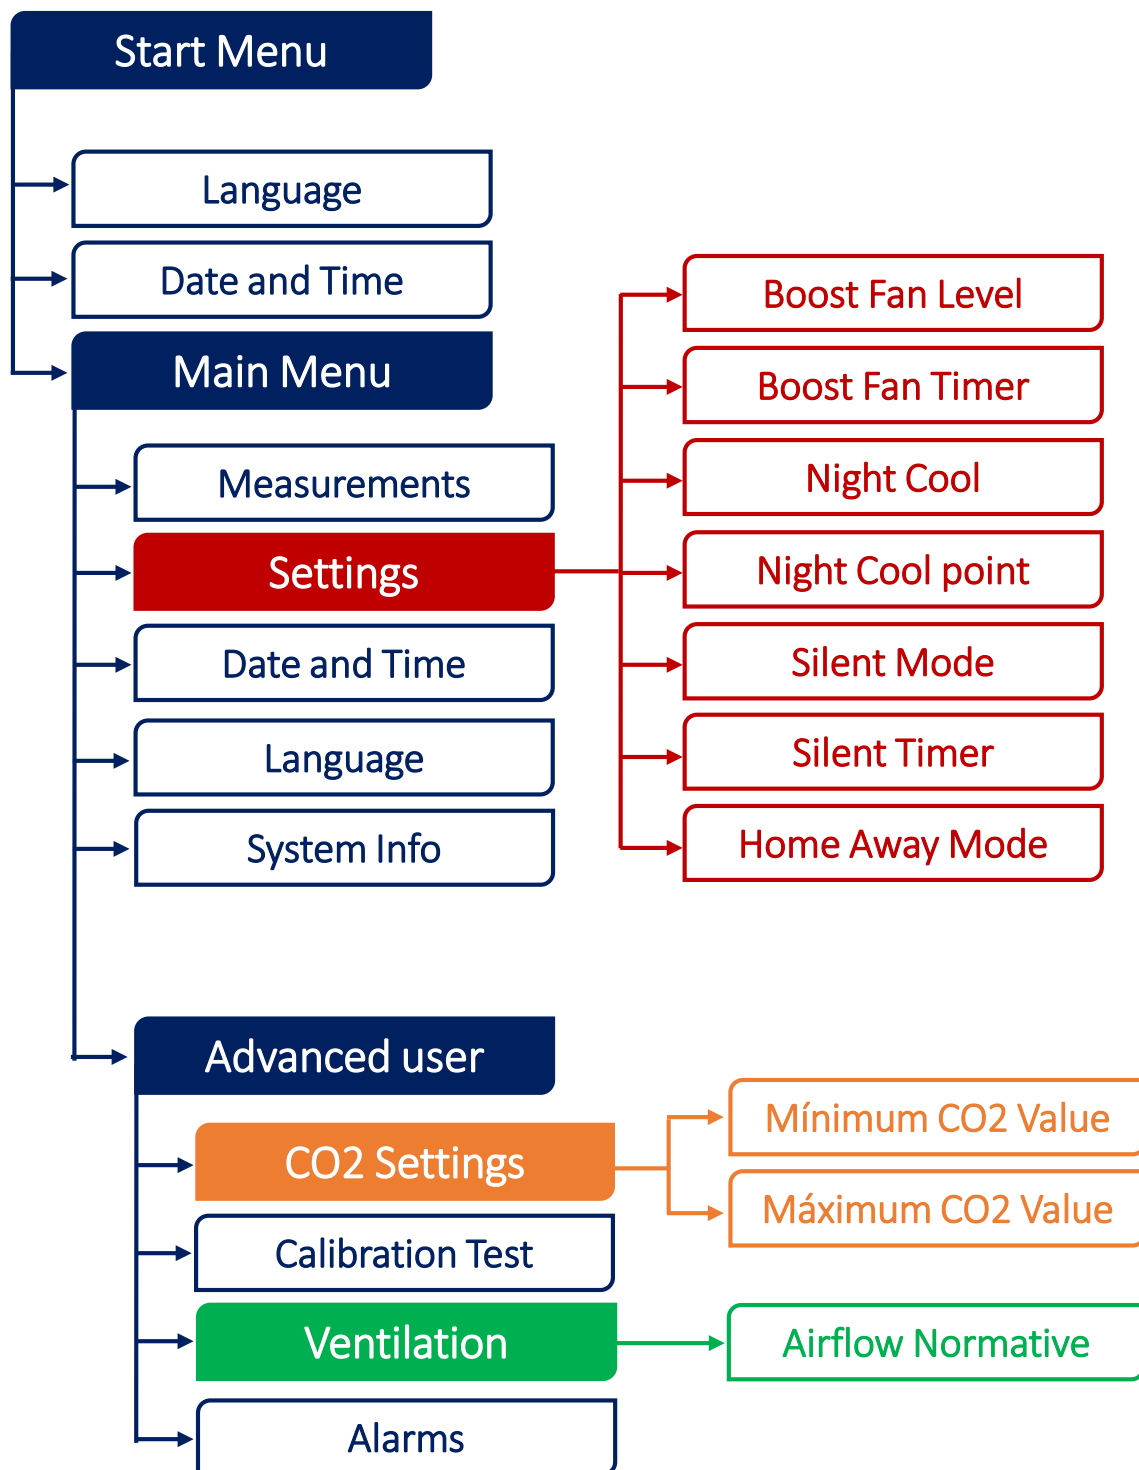 Start Menu
Language
Date and Time
Main Menu
Measurements
Settings
Date and Time
Language
System Info
Boost Fan Level
Boost Fan Timer
Night Cool
Night Cool point
Silent Mode
Silent Timer
Home Away Mode
Advanced user
CO2 Settings
Mínimum CO2 Value
Máximum CO2 Value
Calibration Test
Ventilation
Airflow Normative
Alarms